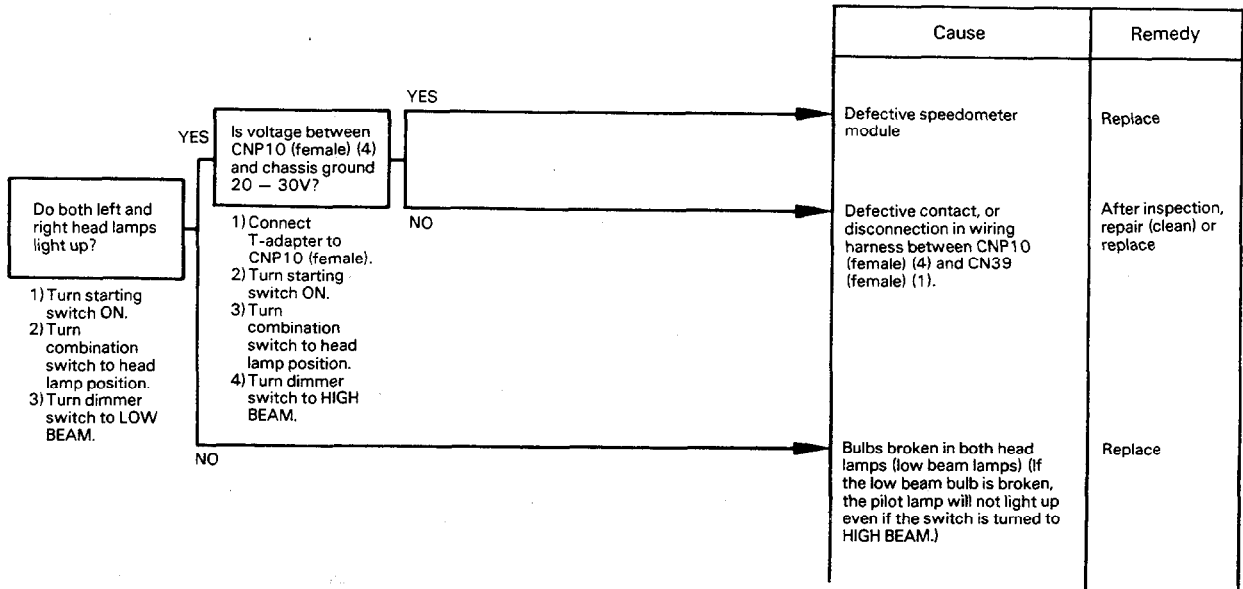 Cause
Remedy
YES
Defective speedometer
module
Replace
YES
Is voltage between
CNP10 (female) (4)
and chassis ground
20 — 30V?
Do both left and
right head lamps
light up?
NO
Defective contact, or
disconnection in wiring
harness between CNP10
(female) (4) and CN39
(female) (1).
After inspection,
repair (clean) or
replace
1) Connect
T-adapter to
CNP10 (female).
2) Turn starting
switch ON.
3) Turn
combination
switch to head
lamp position.
4) Turn dimmer
switch to HIGH
BEAM.
1) Turn starting
switch ON.
2) Turn
combination
switch to head
lamp position.
3) Turn dimmer
switch to LOW
BEAM.
NO
Bulbs broken in both head
lamps (low beam lamps) (If
the low beam bulb is broken,
the pilot lamp will not light up
even if the switch is turned to
HIGH BEAM.)
Replace